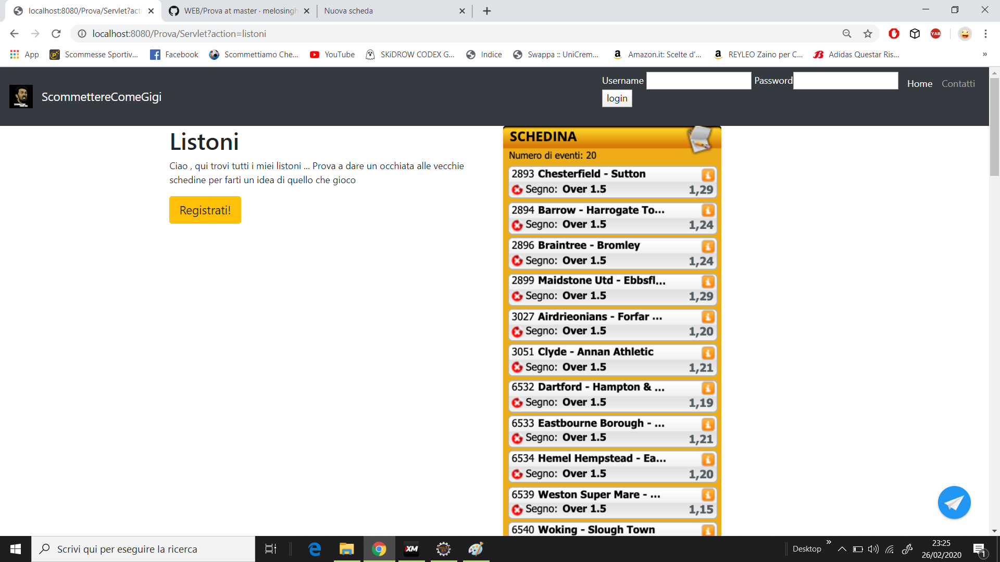 localhost:8080/Prova/Servlet?acti
WEB/Prova at master · melosingh
Nuova scheda
localhost:8080/Prova/Servlet?action=listoni
App
Scommesse Sportiv...
Facebook
Scommettiamo Che...
YouTube
SKiDROW CODEX G...
Indice
Swappa :: UniCrem...
Amazon.it: Scelte d'...
REYLEO Zaino per C...
Adidas Questar Ris...
»
YAB
ScommettereComeGigi
Username
Password
login
Home
Contatti
Listoni
Ciao , qui trovi tutti i miei listoni ... Prova a dare un occhiata alle vecchie
schedine per farti un idea di quello che gioco
Registrati!
SCHEDINA
Numero di eventi: 20
2893 Chesterfield - Sutton
Segno: Over 1.5 1,29
2894 Barrow - Harrogate To...
Segno: Over 1.5 1,24
2896 Braintree - Bromley
Segno: Over 1.5 1,24
2899 Maidstone Utd - Ebbsfl...
Segno: Over 1.5 1,29
3027 Airdrieonians - Forfar ...
Segno: Over 1.5 1,20
3051 Clyde - Annan Athletic
Segno: Over 1.5 1,21
6532 Dartford - Hampton & ...
Segno: Over 1.5 1,19
6533 Eastbourne Borough - ...
Segno: Over 1.5 1,21
6534 Hemel Hempstead - Ea...
Segno: Over 1.5 1,20
6539 Weston Super Mare - ...
Segno: Over 1.5 1,15
6540 Woking - Slough Town
Scrivi qui per eseguire la ricerca
XM
Desktop
»
23:25
26/02/2020
1